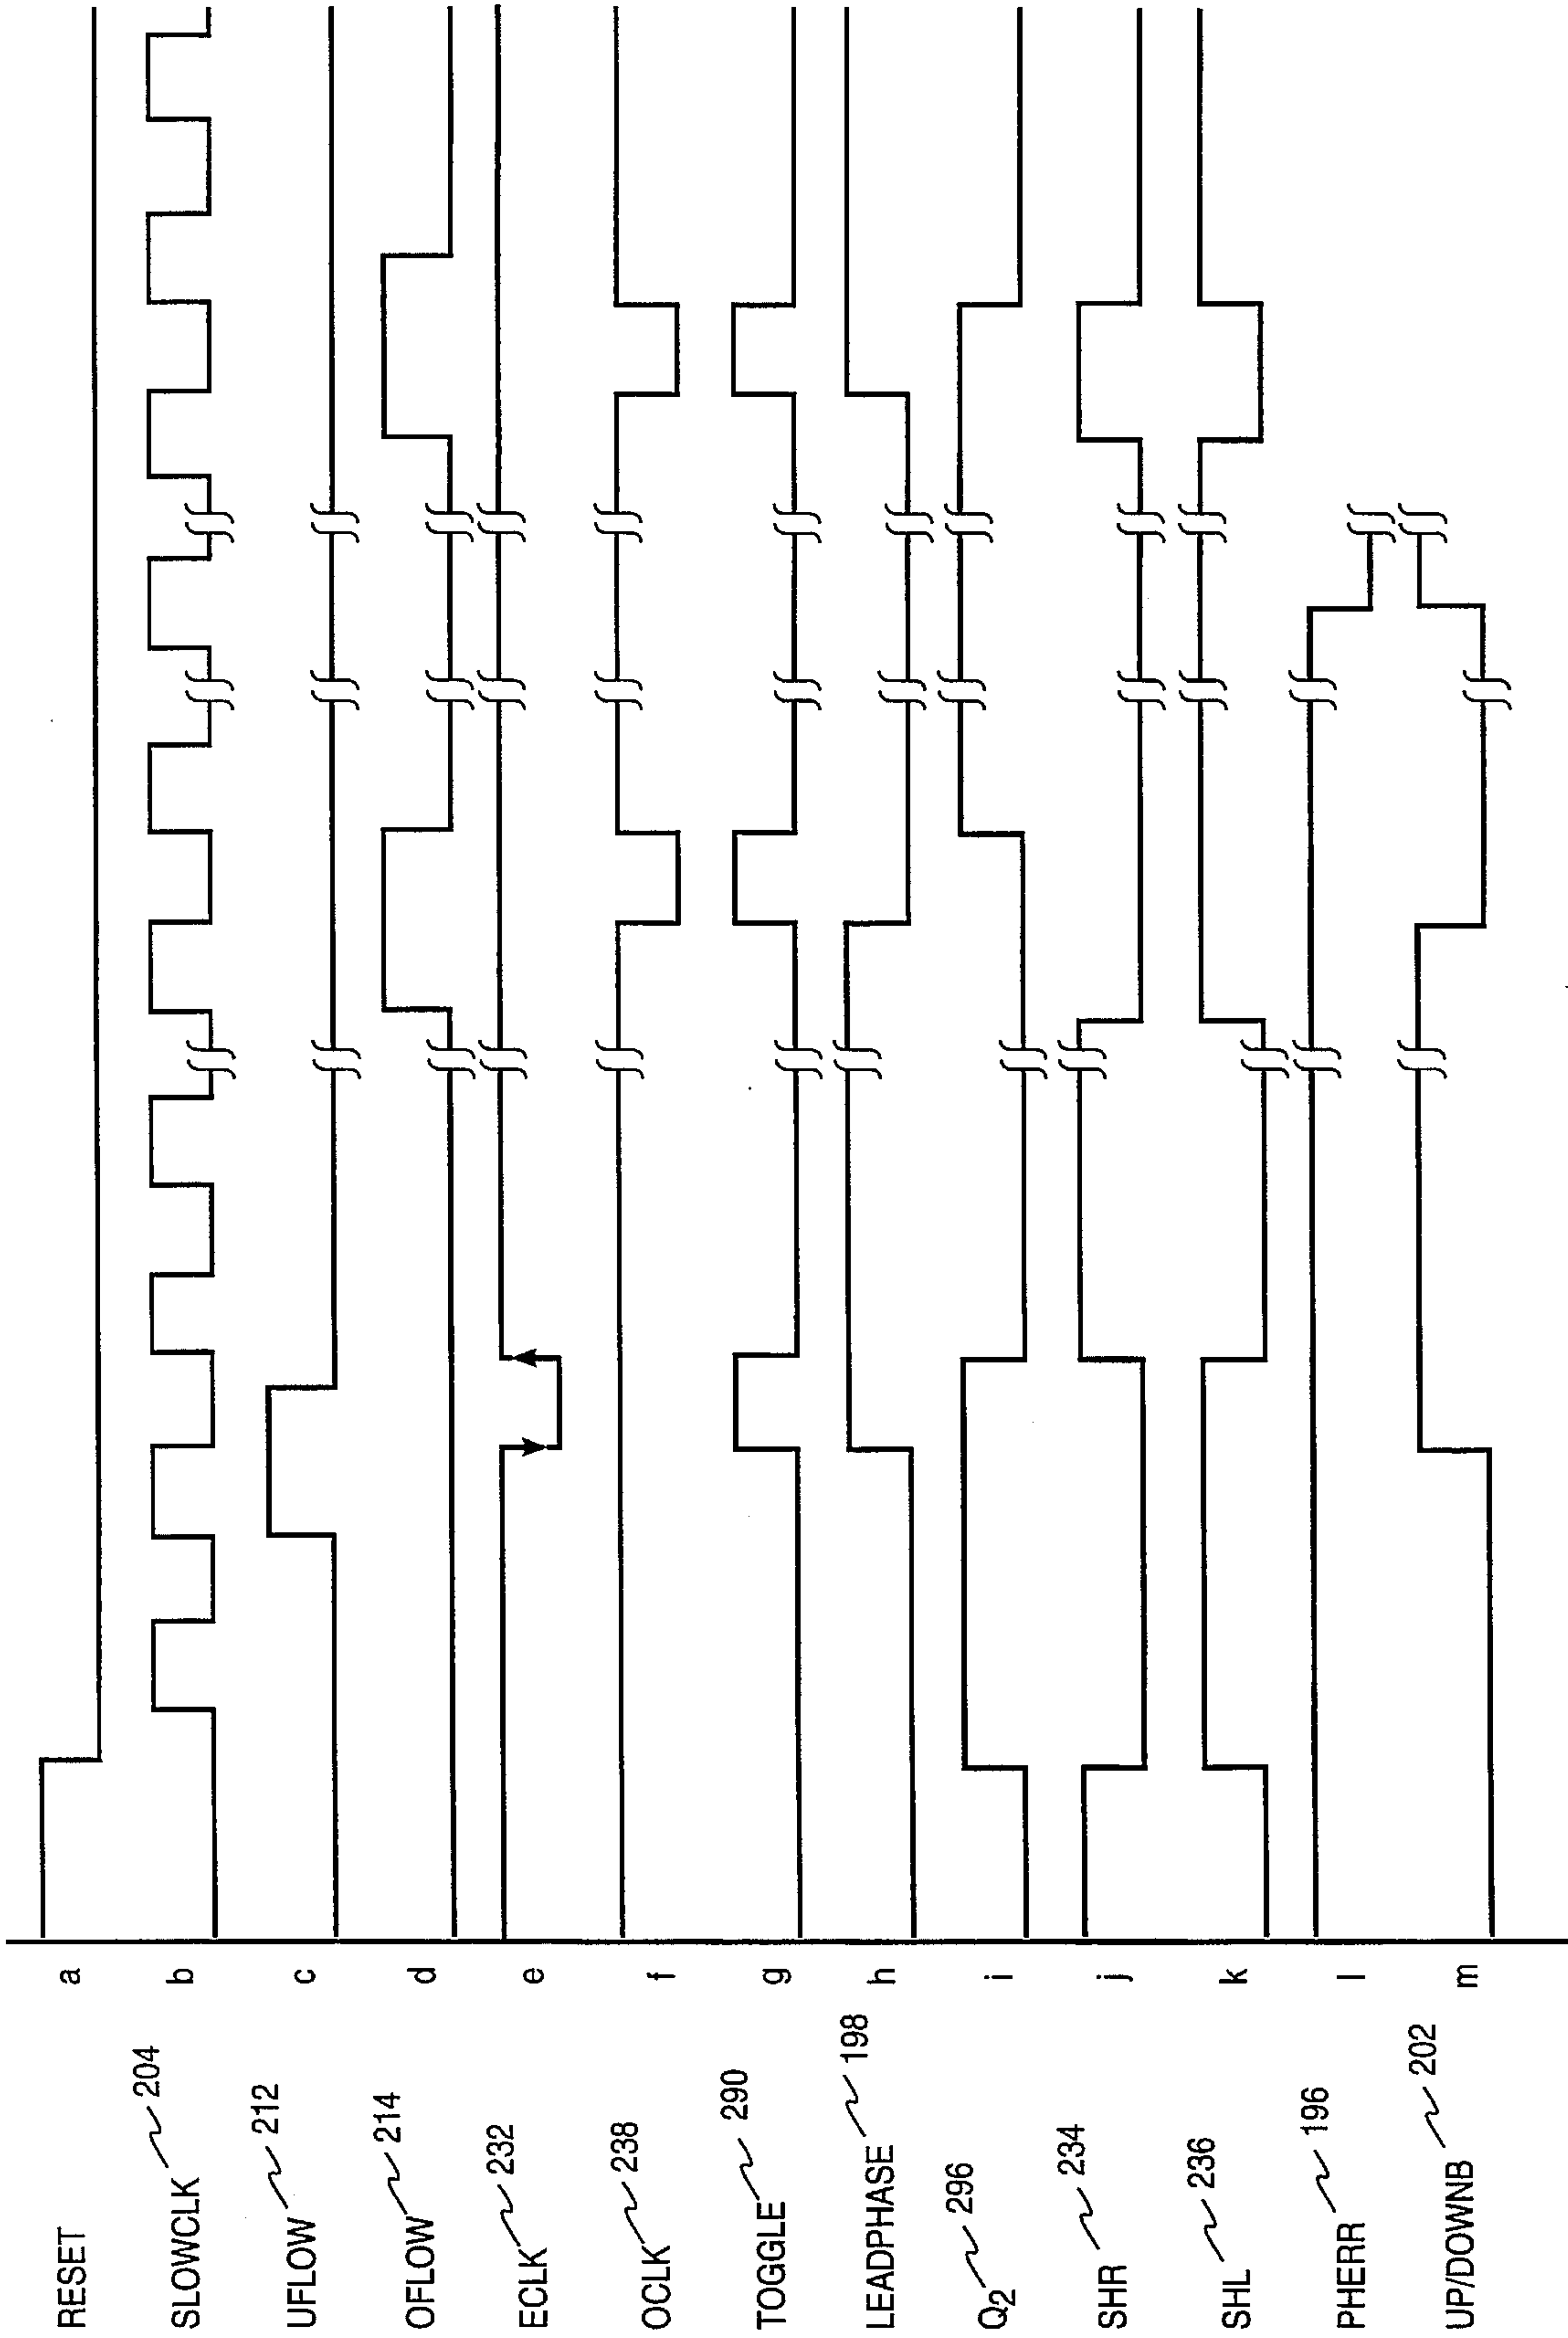 RESET a
SLOWCLK 204 b
UFLOW 212 c
OFLOW 214 d
ECLK 232 e
OCLK 238 f
TOGGLE 290 g
LEADPHASE 198 h
Q2 296 i
SHR 234 j
SHL 236 k
PHERR 196 l
UP/DOWNB 202 m